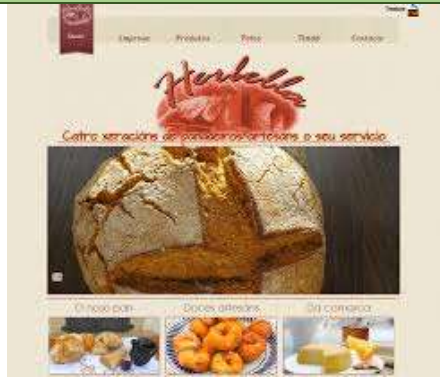 Inicio Empresa Produtos Fotos Tenda Contacto
Herbella
Catro xeracións de panadeiros artesáns o seu servicio
O noso pan Doces artesáns Da comarca